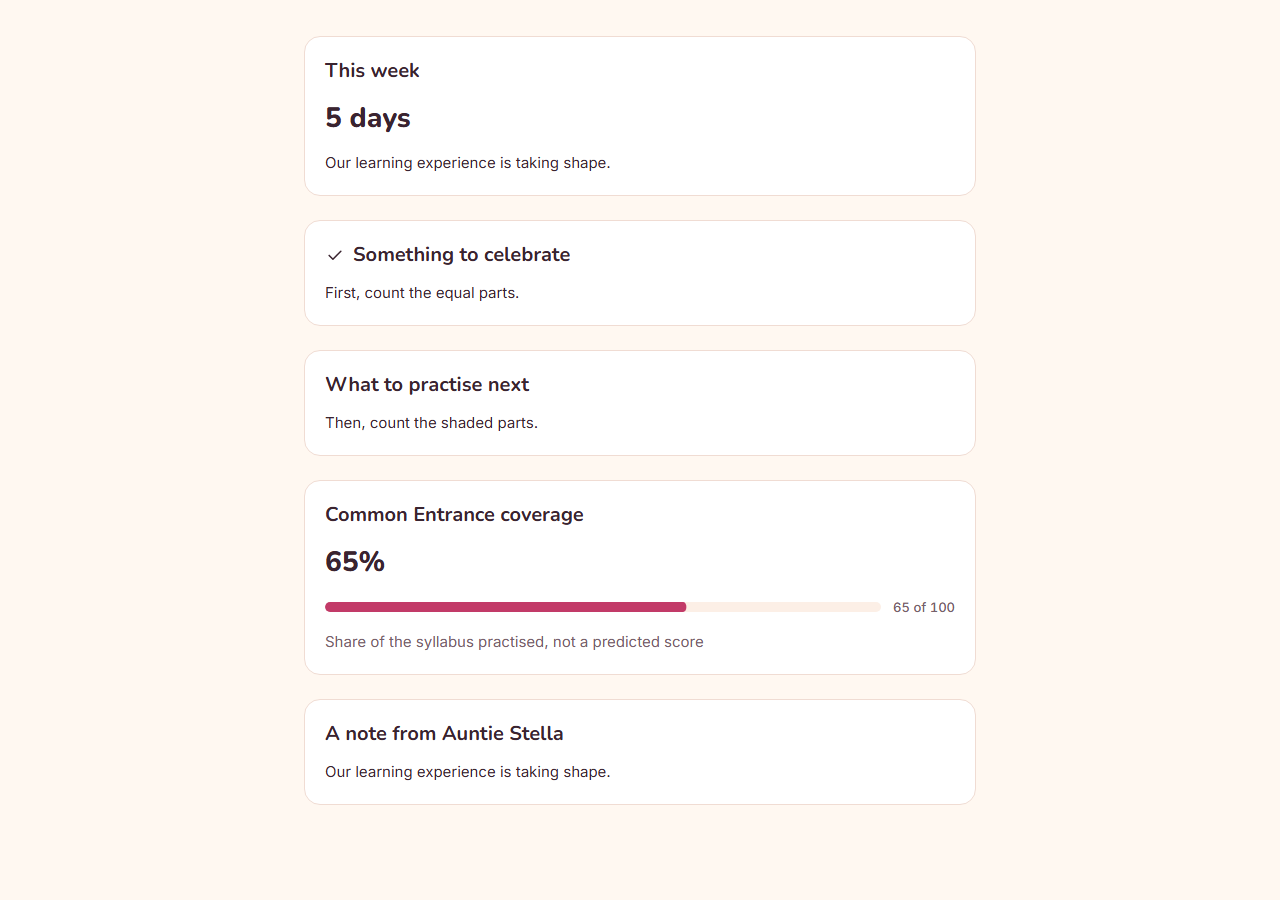 This week
5 days
Our learning experience is taking shape.
Something to celebrate
First, count the equal parts.
What to practise next
Then, count the shaded parts.
Common Entrance coverage
65%
65 of 100
Share of the syllabus practised, not a predicted score
A note from Auntie Stella
Our learning experience is taking shape.